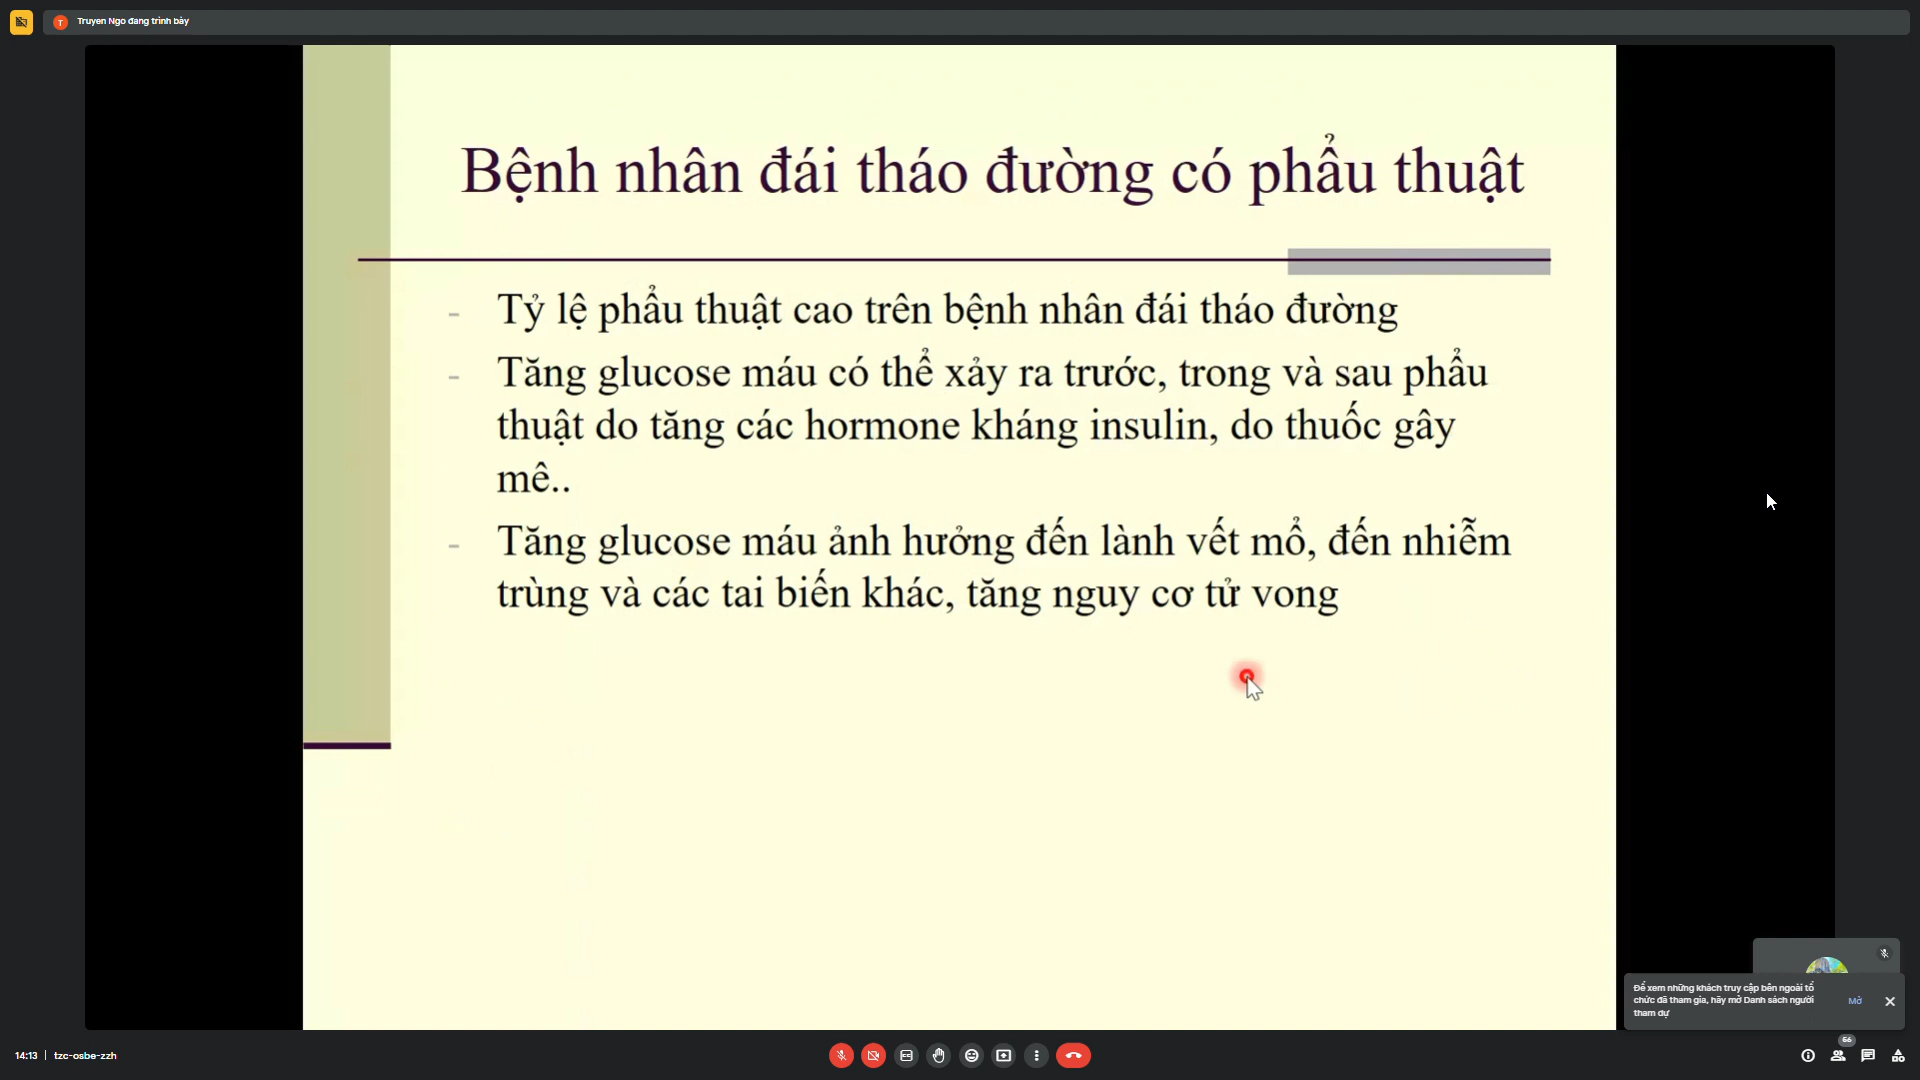 T
Truyen Ngo đang trình bày
Bệnh nhân đái tháo đường có phẩu thuật
- Tỷ lệ phẩu thuật cao trên bệnh nhân đái tháo đường
- Tăng glucose máu có thể xảy ra trước, trong và sau phẩu
thuật do tăng các hormone kháng insulin, do thuốc gây
mê..
- Tăng glucose máu ảnh hưởng đến lành vết mổ, đến nhiễm
trùng và các tai biến khác, tăng nguy cơ tử vong
Để xem những khách truy cập bên ngoài tổ
chức đã tham gia, hãy mở Danh sách người
tham dự
Mở
14:13 | tzc-osbe-zzh
56